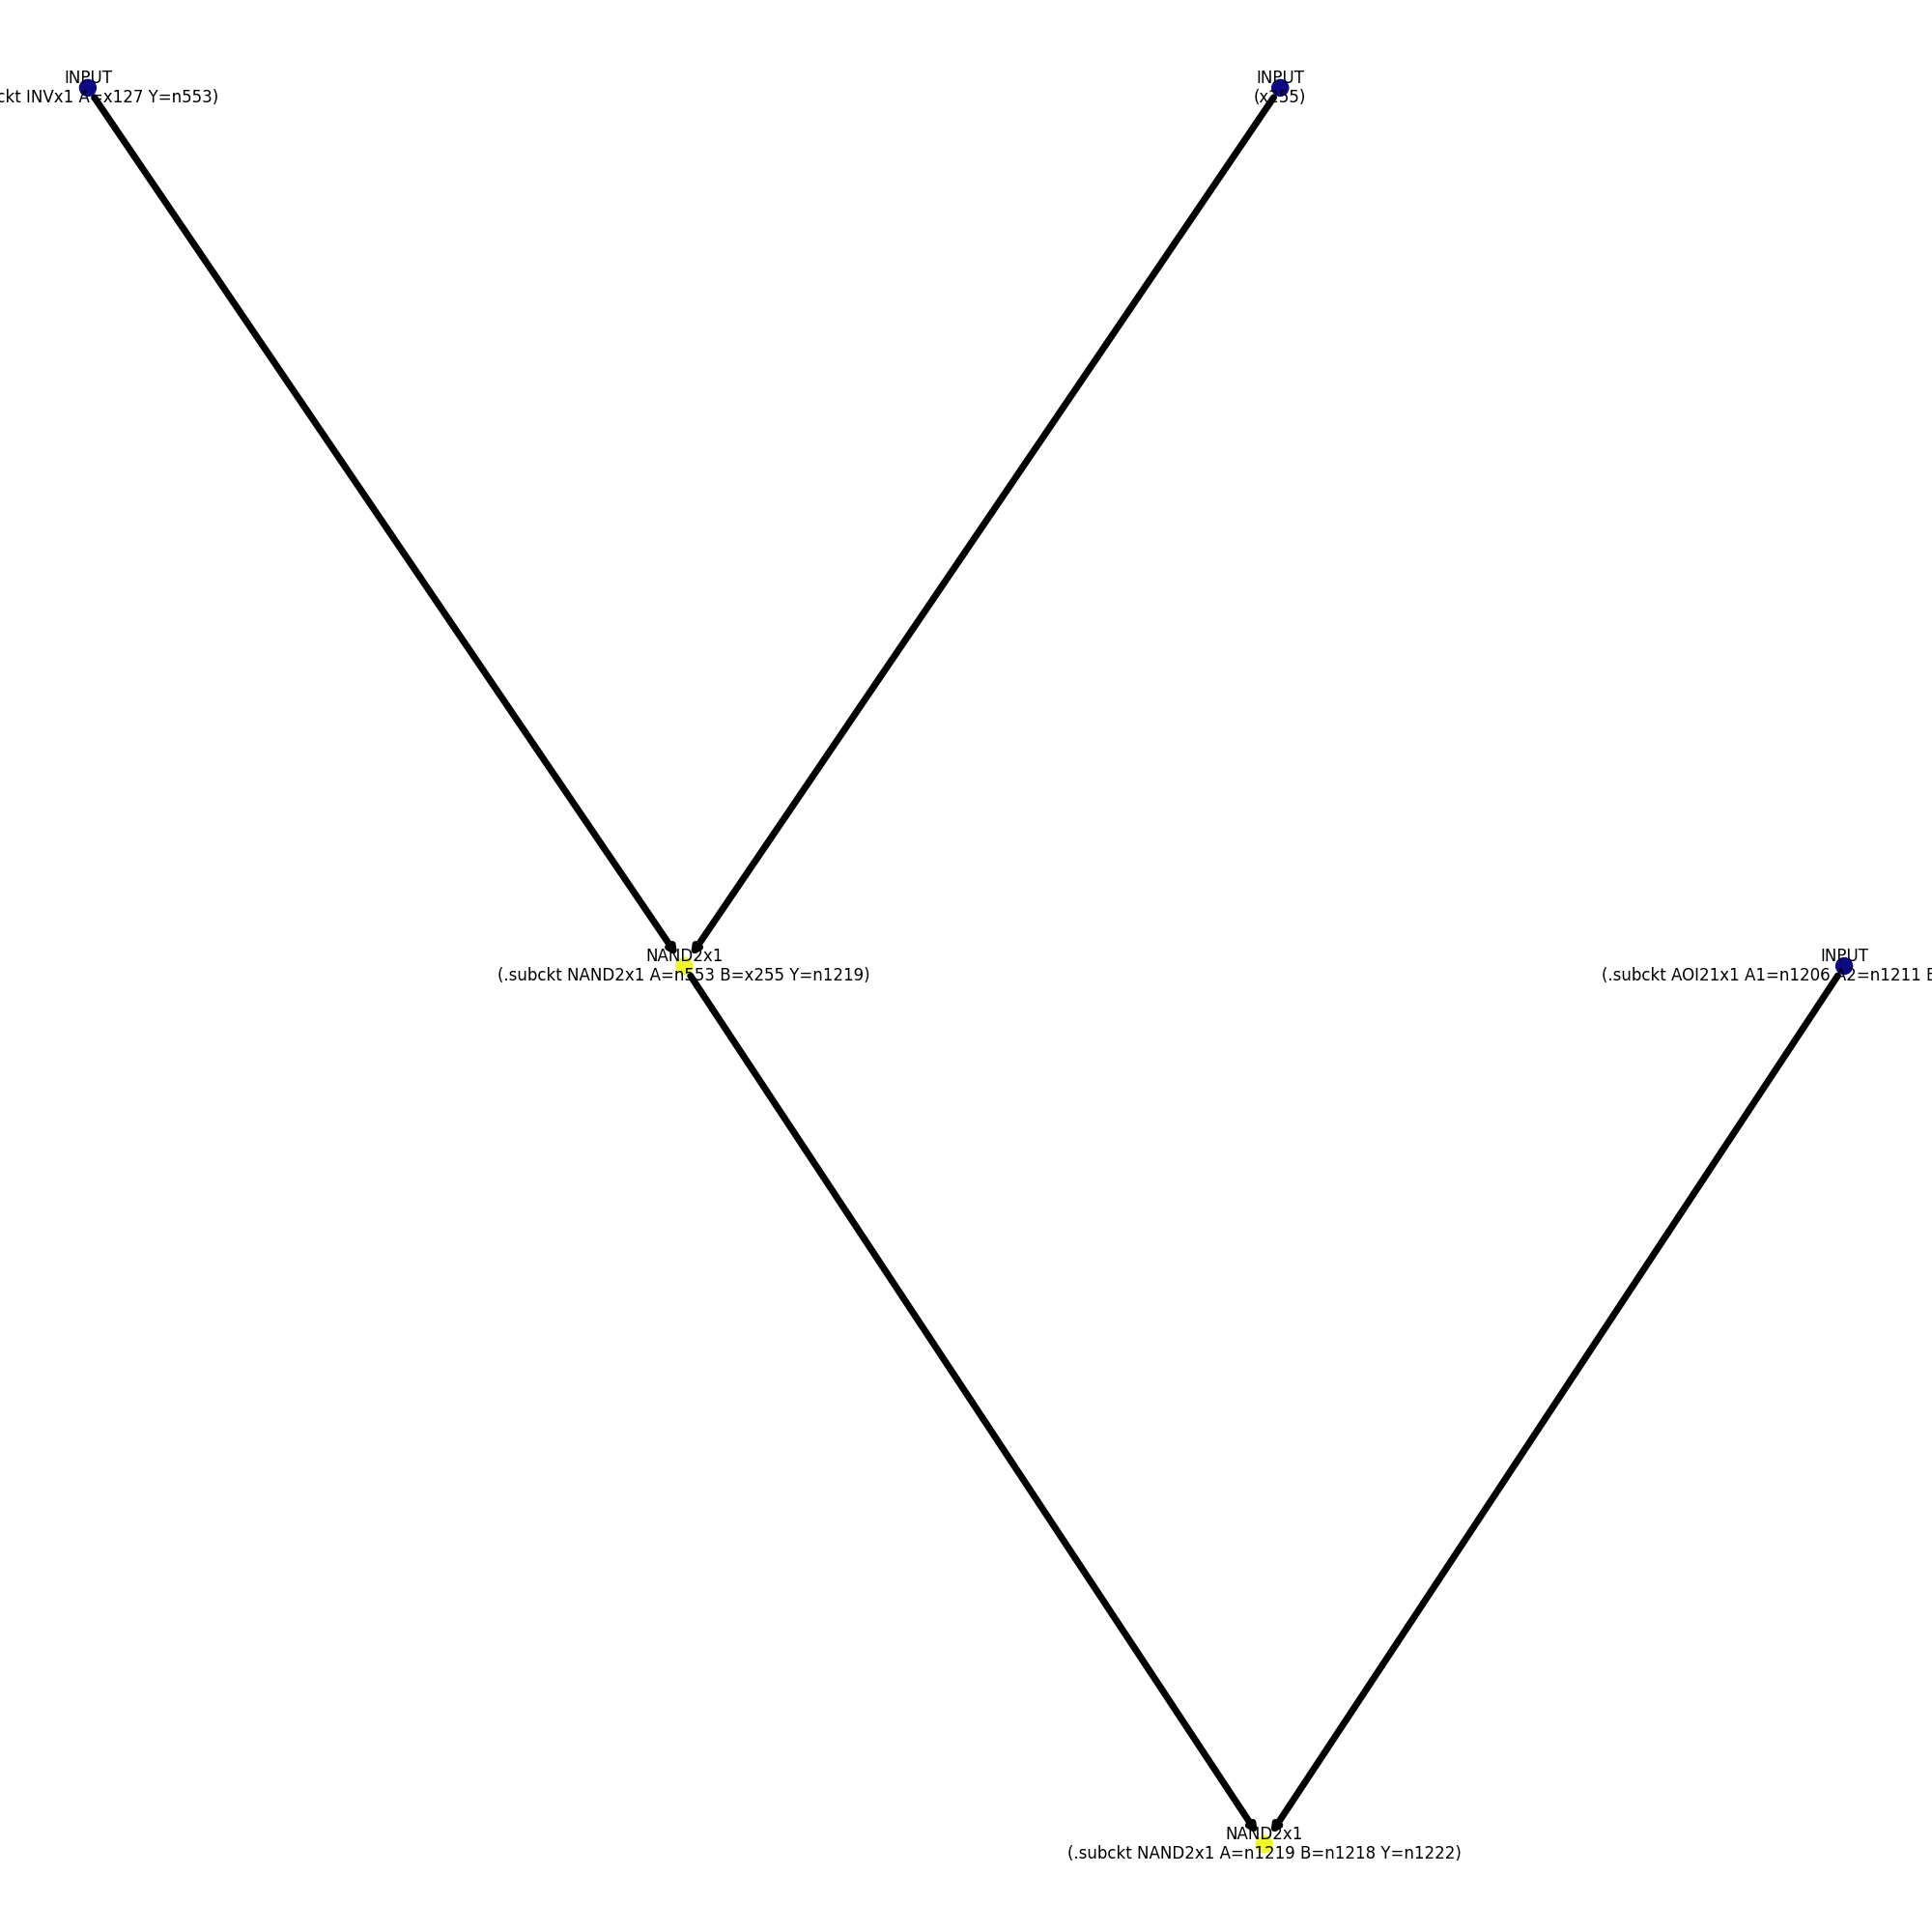 INPUT
ckt INVx1 A=x127 Y=n553)
INPUT
(x255)
NAND2x1
(.subckt NAND2x1 A=n553 B=x255 Y=n1219)
INPUT
(.subckt AOI21x1 A1=n1206 A2=n1211
NAND2x1
(.subckt NAND2x1 A=n1219 B=n1218 Y=n1222)